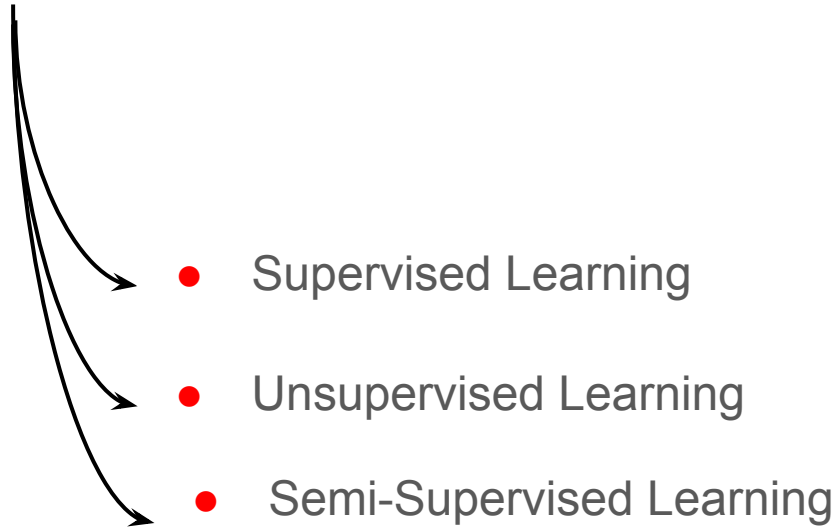 ● Supervised Learning
● Unsupervised Learning
● Semi-Supervised Learning